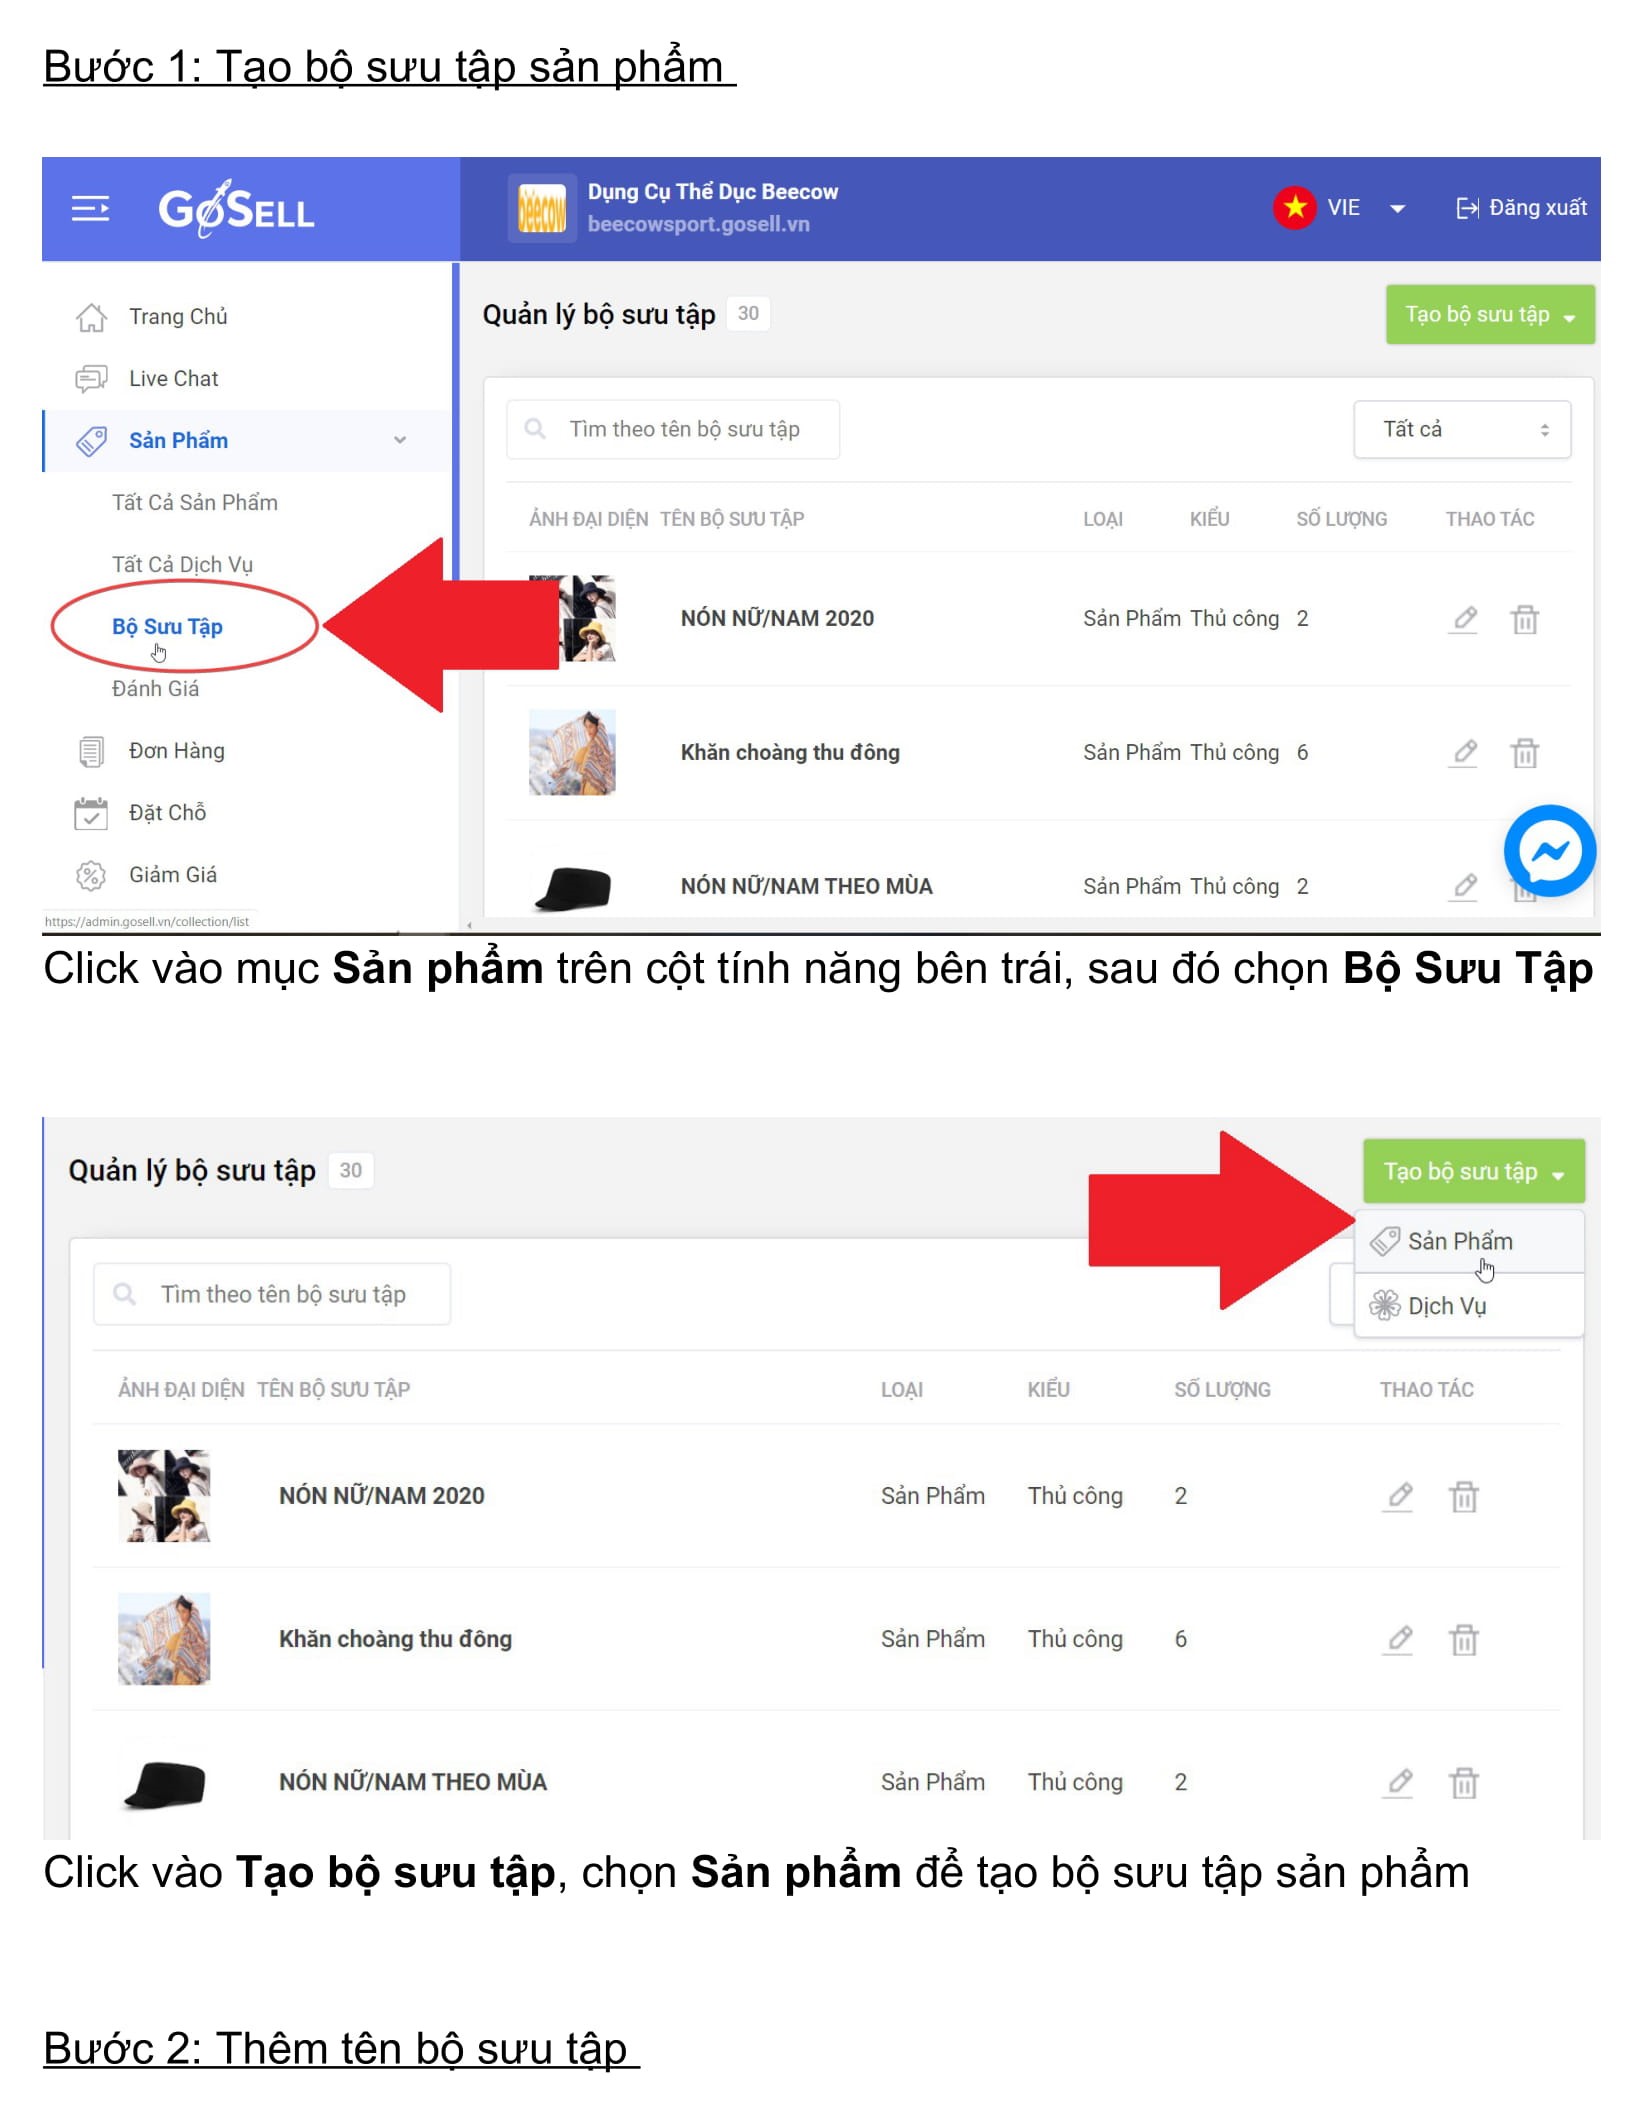 Bước 1: Tạo bộ sưu tập sản phẩm
GoSELL
beecow
Dụng Cụ Thể Dục Beecow
beecowsport.gosell.vn
VIE
Đăng xuất
Trang Chủ
Live Chat
Sản Phẩm
Tất Cả Sản Phẩm
Tất Cả Dịch Vụ
Bộ Sưu Tập
Đánh Giá
Đơn Hàng
Đặt Chỗ
Giảm Giá
https://admin.gosell.vn/collection/list
Quản lý bộ sưu tập 30
Tạo bộ sưu tập
Tìm theo tên bộ sưu tập
Tất cả
ẢNH ĐẠI DIỆN TÊN BỘ SƯU TẬP LOẠI KIỂU SỐ LƯỢNG THAO TÁC
NÓN NỮ/NAM 2020 Sản Phẩm Thủ công 2
Khăn choàng thu đông Sản Phẩm Thủ công 6
NÓN NỮ/NAM THEO MÙA Sản Phẩm Thủ công 2
Click vào mục Sản phẩm trên cột tính năng bên trái, sau đó chọn Bộ Sưu Tập
Quản lý bộ sưu tập 30
Tạo bộ sưu tập
Sản Phẩm
Dịch Vụ
Tìm theo tên bộ sưu tập
ẢNH ĐẠI DIỆN TÊN BỘ SƯU TẬP LOẠI KIỂU SỐ LƯỢNG THAO TÁC
NÓN NỮ/NAM 2020 Sản Phẩm Thủ công 2
Khăn choàng thu đông Sản Phẩm Thủ công 6
NÓN NỮ/NAM THEO MÙA Sản Phẩm Thủ công 2
Click vào Tạo bộ sưu tập, chọn Sản phẩm để tạo bộ sưu tập sản phẩm
Bước 2: Thêm tên bộ sưu tập